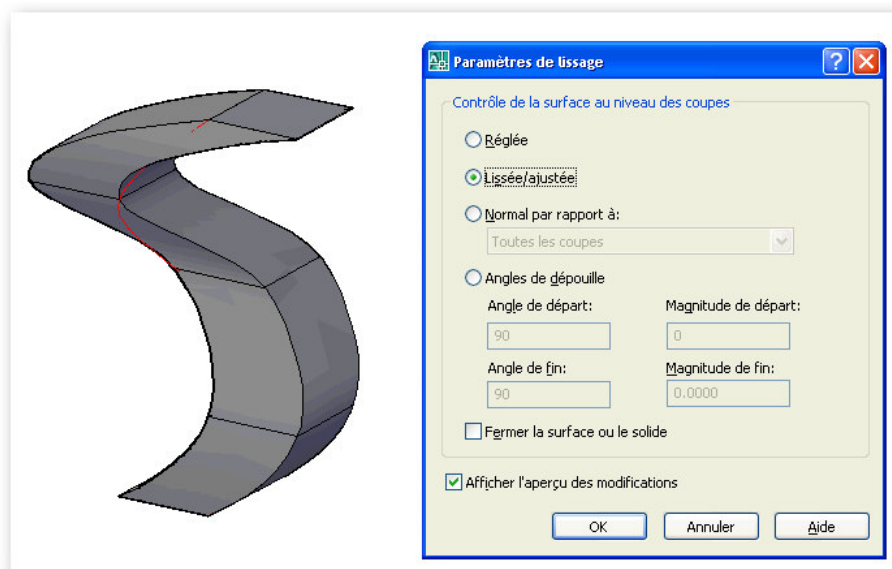 Paramètres de lissage
Contrôle de la surface au niveau des coupes
Réglée
Lissée/ajustée
Normal par rapport à:
Toutes les coupes
Angles de dépouille
Angle de départ: Magnitude de départ:
90 0
Angle de fin: Magnitude de fin:
90 0.0000
Fermer la surface ou le solide
Afficher l'aperçu des modifications
OK Annuler Aide